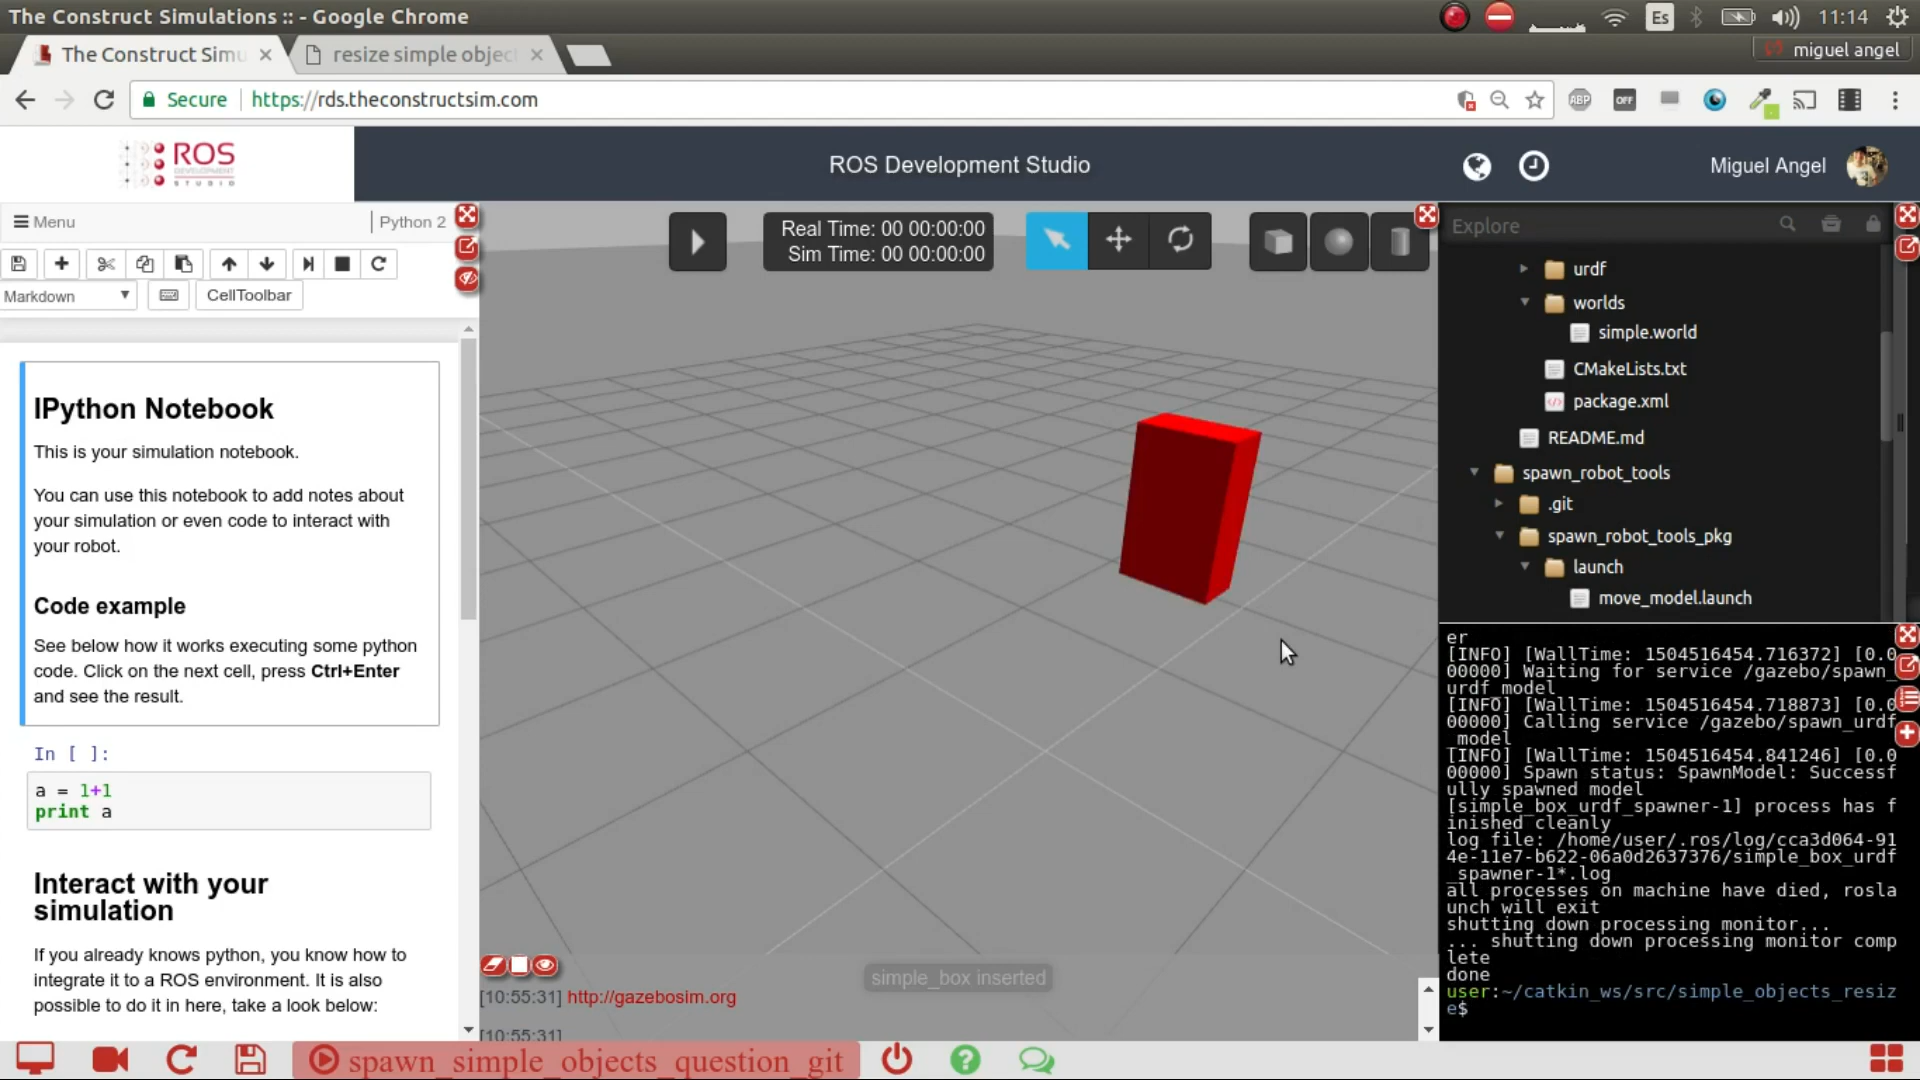 The Construct Simulations :: - Google Chrome
Es
11:14
The Construct Simu
resize simple objec
miguel angel
Secure
https://rds.theconstructsim.com
ABP
OFF
ROS
DEVELOPMENT
STUDIO
ROS Development Studio
Miguel Angel
Menu
Python 2
Markdown
CellToolbar
IPython Notebook
This is your simulation notebook.
You can use this notebook to add notes about
your simulation or even code to interact with
your robot.
Code example
See below how it works executing some python
code. Click on the next cell, press Ctrl+Enter
and see the result.
In [ ]:
a = 1+1
print a
Interact with your
simulation
If you already knows python, you know how to
integrate it to a ROS environment. It is also
possible to do it in here, take a look below:
Real Time: 00 00:00:00
Sim Time: 00 00:00:00
simple_box inserted
[10:55:31] http://gazebosim.org
[10:55:31]
Explore
urdf
worlds
simple.world
CMakeLists.txt
package.xml
README.md
spawn_robot_tools
.git
spawn_robot_tools_pkg
launch
move_model.launch
er
[INFO] [WallTime: 1504516454.716372] [0.0
00000] Waiting for service /gazebo/spawn_
urdf_model
[INFO] [WallTime: 1504516454.718873] [0.0
00000] Calling service /gazebo/spawn_urdf
_model
[INFO] [WallTime: 1504516454.841246] [0.0
00000] Spawn status: SpawnModel: Successf
ully spawned model
[simple_box_urdf_spawner-1] process has f
inished cleanly
log file: /home/user/.ros/log/cca3d064-91
4e-11e7-b622-06a0d2637376/simple_box_urdf
_spawner-1*.log
all processes on machine have died, rosla
unch will exit
shutting down processing monitor...
... shutting down processing monitor comp
lete
done
user:~/catkin_ws/src/simple_objects_resiz
e$
spawn_simple_objects_question_git